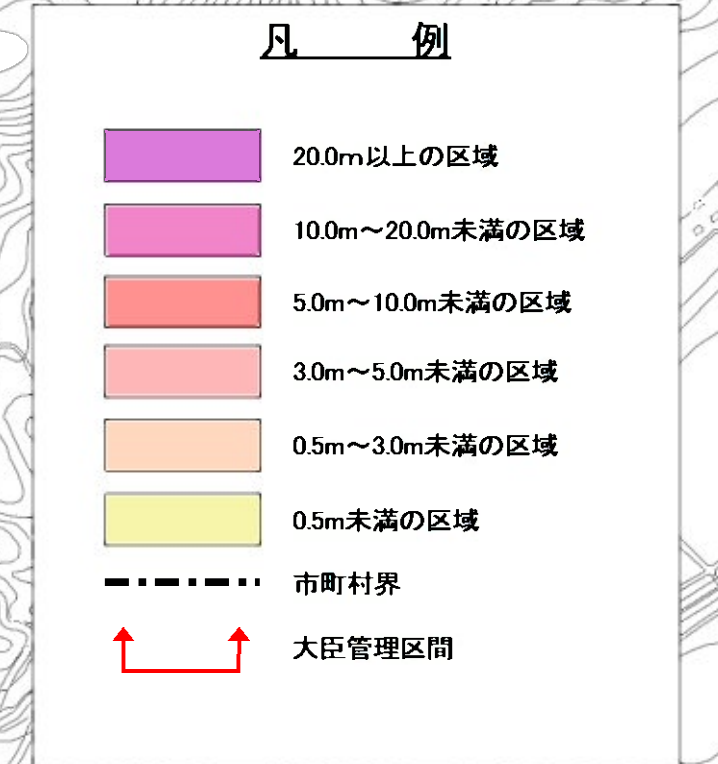 凡 例
20.0m以上の区域
10.0m～20.0m未満の区域
5.0m～10.0m未満の区域
3.0m～5.0m未満の区域
0.5m～3.0m未満の区域
0.5m未満の区域
市町村界
大臣管理区間